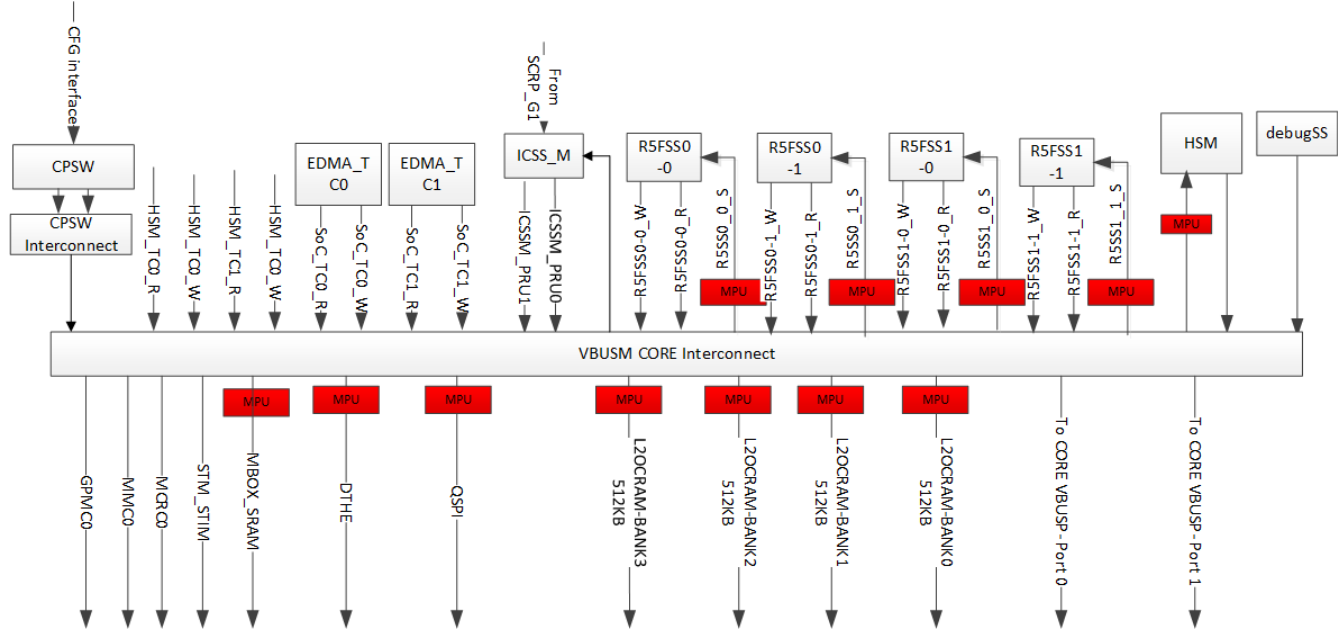 CFG interface
CPSW
CPSW
Interconnect
HSM_TC0_R
HSM_TC0_W
HSM_TC1_R
HSM_TC0_W
EDMA_T
C0
SoC_TC0_R
SoC_TC0_W
EDMA_T
C1
SoC_TC1_R
SoC_TC1_W
From
SCRP_G1
ICSS_M
ICSSM_PRU1
ICSSM_PRU0
R5FSS0
-0
R5FSS0-0_W
R5FSS0-0_R
R5SS0_0_S
MPU
R5FSS0
-1
R5FSS0-1_W
R5FSS0-1_R
R5SS0_1_S
MPU
R5FSS1
-0
R5FSS1-0_W
R5FSS1-0_R
R5SS1_0_S
MPU
R5FSS1
-1
R5FSS1-1_W
R5FSS1-1_R
R5SS1_1_S
MPU
HSM
MPU
debugSS
VBUSM CORE Interconnect
GPMC0
MMC0
MCRC0
STM_STIM
MPU
MBOX_SRAM
MPU
DTHE
MPU
QSPI
MPU
L2OCRAM-BANK3
512KB
MPU
L2OCRAM-BANK2
512KB
MPU
L2OCRAM-BANK1
512KB
MPU
L2OCRAM-BANK0
512KB
To CORE VBUSP - Port 0
To CORE VBUSP - Port 1